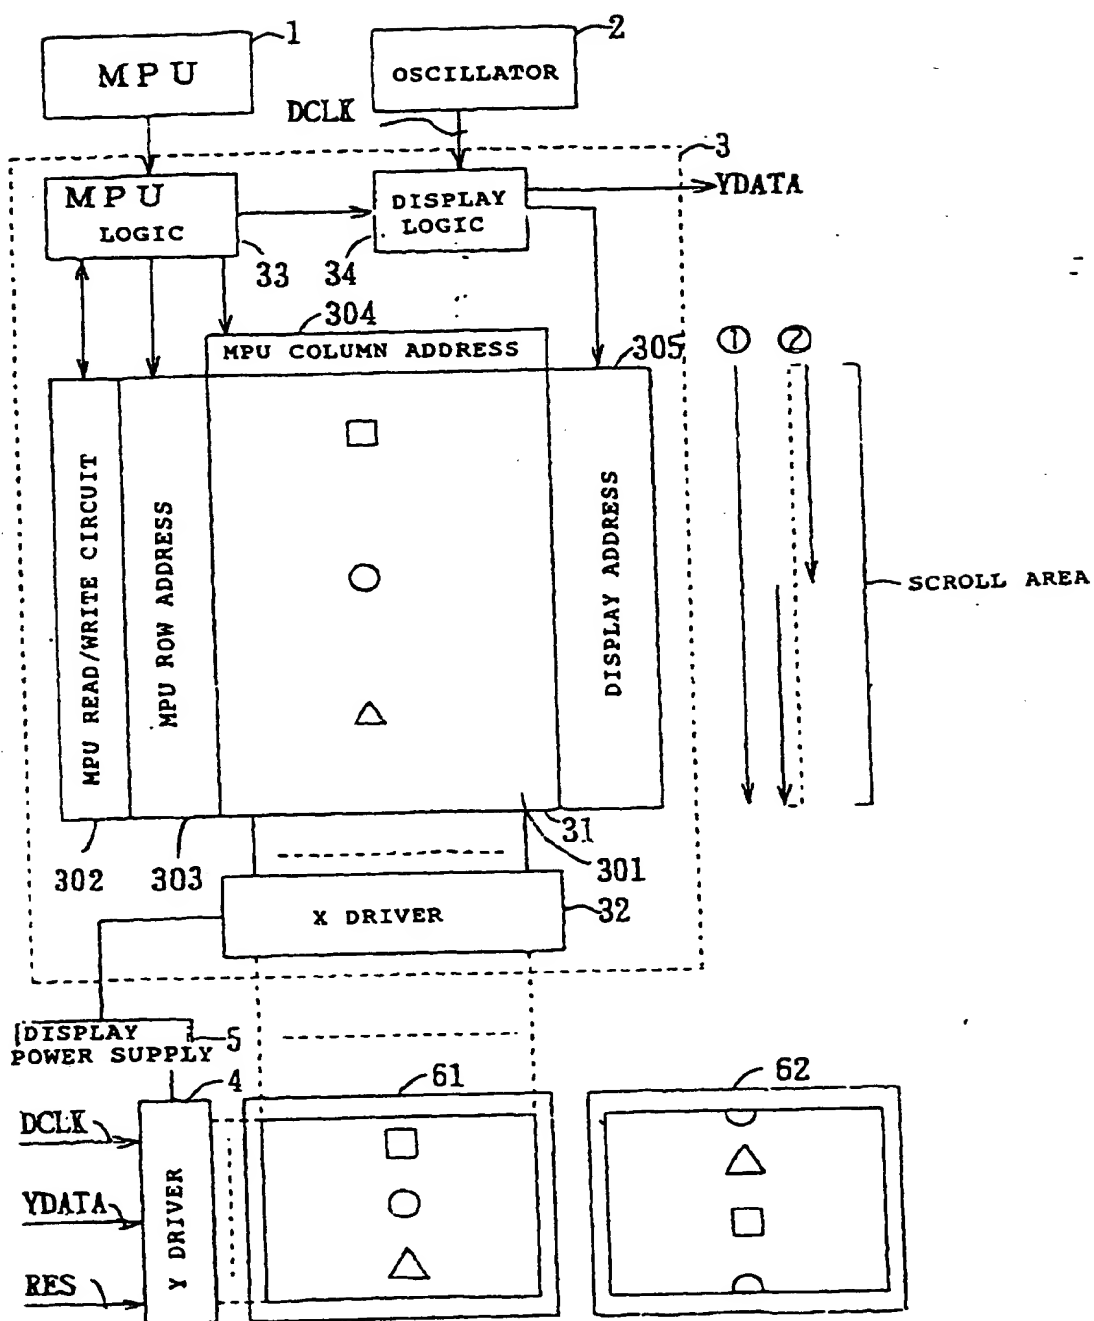 1
2
MPU
OSCILLATOR
DCLK
3
MPU
LOGIC
DISPLAY
LOGIC
YDATA
33
34
304
MPU COLUMN ADDRESS
305
① ②
MPU READ/WRITE CIRCUIT
MPU ROW ADDRESS
DISPLAY ADDRESS
SCROLL AREA
31
301
302
303
X DRIVER
32
DISPLAY
POWER SUPPLY
5
4
61
62
DCLK
YDATA
RES
Y DRIVER